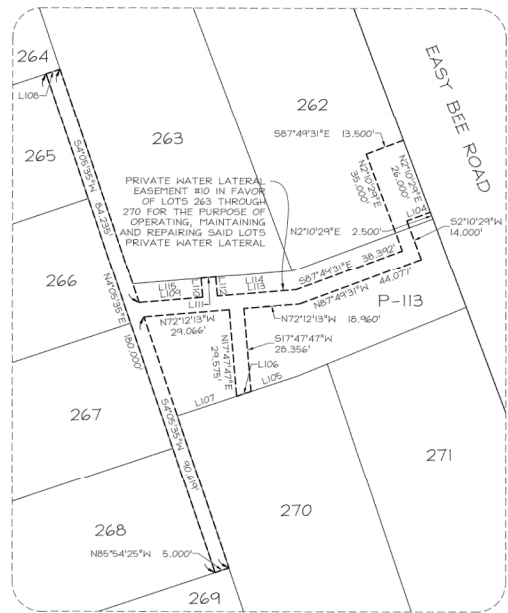 264
L108
265
263
262
EASY BEE ROAD
S87°49'31"E 13.500'
N2°10'29"E
35.000'
N2°10'29"E
26.000'
PRIVATE WATER LATERAL
EASEMENT #10 IN FAVOR
OF LOTS 263 THROUGH
270 FOR THE PURPOSE OF
OPERATING, MAINTAINING
AND REPAIRING SAID LOTS
PRIVATE WATER LATERAL
S4°05'35"W 84.235'
N2°10'29"E 2.500'
L104
S2°10'29"W
14.000'
266
N4°05'35"E
180.000'
L115
L109
L111
L114
L113
S87°49'31"E 38.392'
N87°49'31"W 44.077'
P-113
N72°12'13"W
29.066'
N72°12'13"W 18.960'
N17°47'47"E
29.575'
S17°47'47"W
28.356'
L106
L105
L107
267
S4°05'35"W 90.619'
271
270
268
N85°54'25"W 5.000'
269